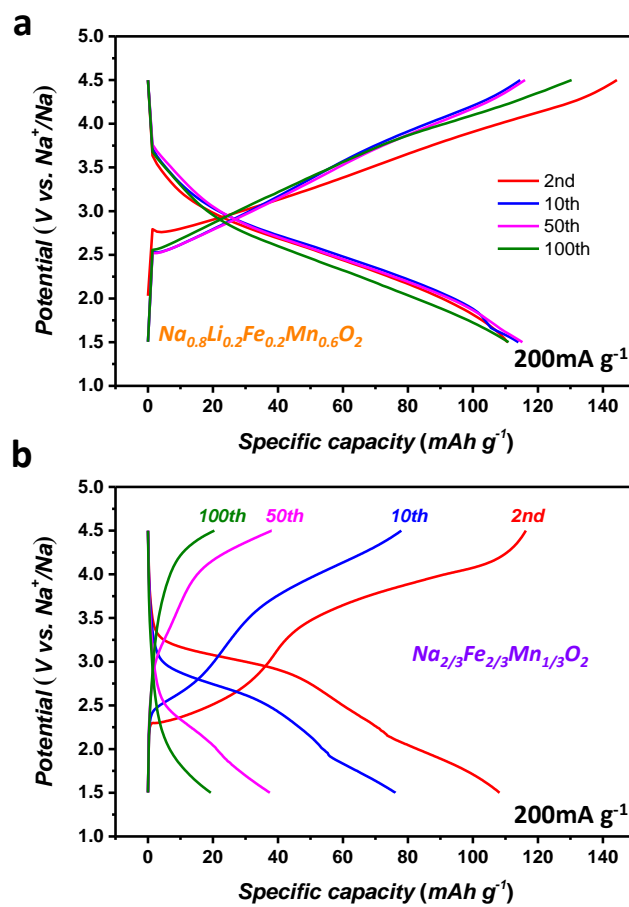 a
5.0
4.5
4.0
3.5
3.0
2.5
2.0
1.5
1.0
Potential (V vs. Na⁺/Na)
2nd
10th
50th
100th
Na₀.₈Li₀.₂Fe₀.₂Mn₀.₆O₂
200mA g⁻¹
0 20 40 60 80 100 120 140
Specific capacity (mAh g⁻¹)
b
5.0
4.5
4.0
3.5
3.0
2.5
2.0
1.5
1.0
Potential (V vs. Na⁺/Na)
100th 50th 10th 2nd
Na₂/₃Fe₂/₃Mn₁/₃O₂
200mA g⁻¹
0 20 40 60 80 100 120 140
Specific capacity (mAh g⁻¹)